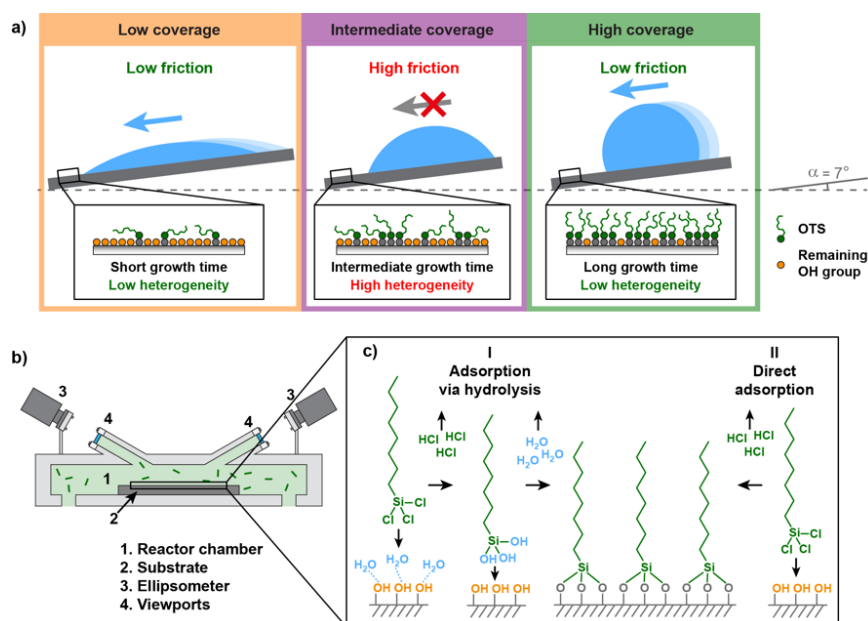 a)
Low coverage
Intermediate coverage
High coverage
Low friction
High friction
Low friction
α = 7°
Short growth time
Low heterogeneity
Intermediate growth time
High heterogeneity
Long growth time
Low heterogeneity
OTS
Remaining
OH group
b)
3
4
4
3
1
2
1. Reactor chamber
2. Substrate
3. Ellipsometer
4. Viewports
c)
I
Adsorption
via hydrolysis
II
Direct
adsorption
HCl HCl
HCl
H₂O
H₂O H₂O
HCl HCl
HCl
Si Cl
Cl Cl
Si OH
OH OH
Si
Si
Si
Si Cl
Cl Cl
H₂O H₂O H₂O
OH OH OH
OH OH OH
O O O O O O O O O
OH OH OH